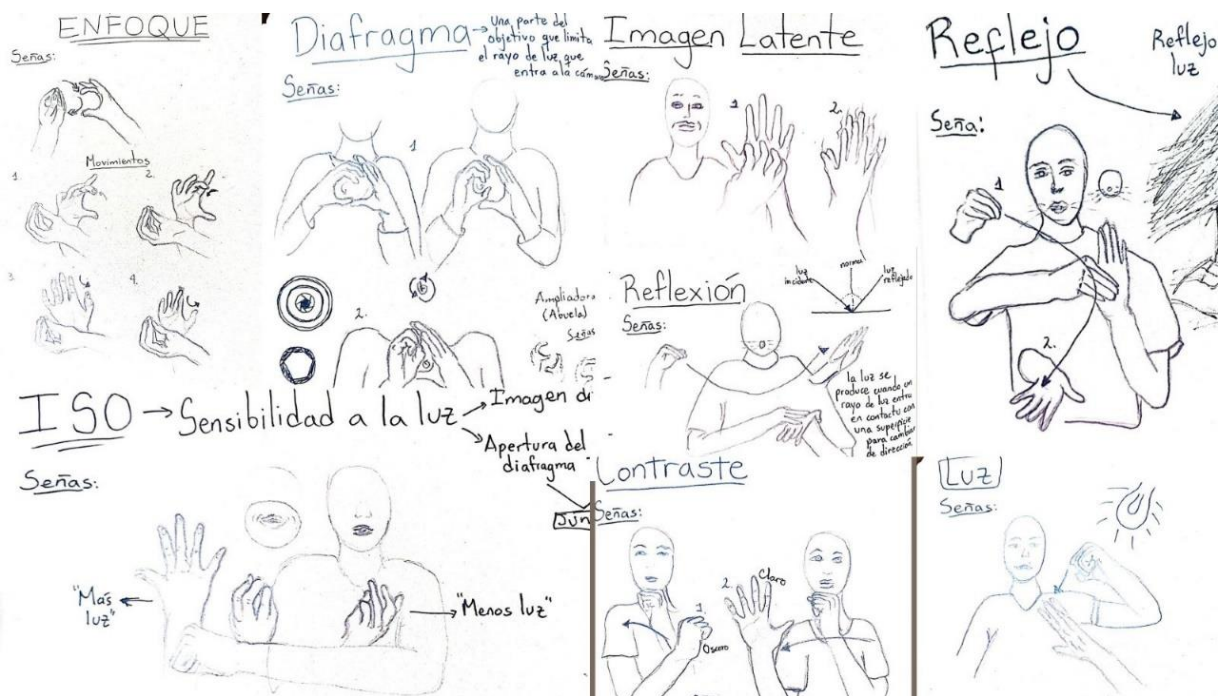 ENFOQUE
Señas:
Movimientos
1.
2.
3
4.
Diafragma → Una parte del
objetivo que limita
el rayo de luz que
entra a la
Señas:
1
2.
Ampliadora
(Abuela)
Señas
Imagen Latente
Señas:
1
2.
Reflexión
Señas:
luz
incidente
normal
luz
reflejada
la luz se
produce cuando un
rayo de luz entra
en contacto con
una superficie
para cambiar
de dirección
Reflejo
Reflejo
luz
Seña:
1
2.
ISO → Sensibilidad a la luz
Imagen
Apertura del
diafragma
Señas:
"Más
luz"
"Menos luz"
Contraste
Señas:
1.
Oscuro
2.
Claro
Luz
Señas: